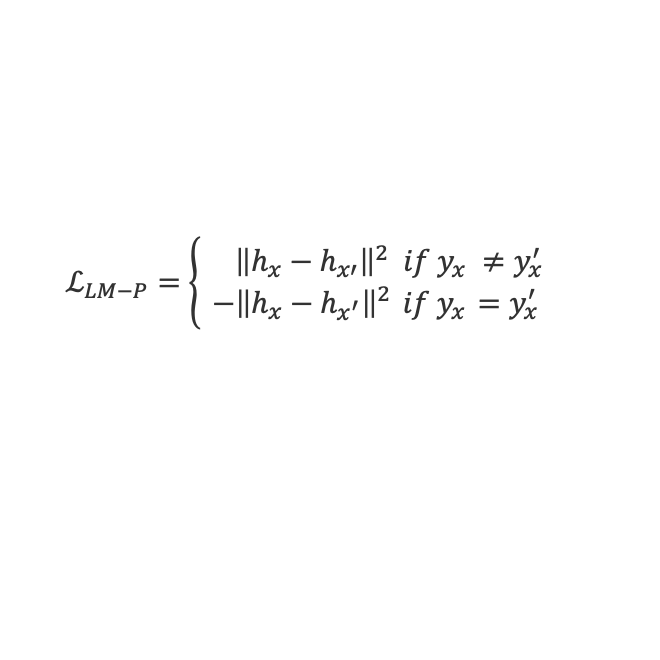 ℒ_{LM−P} = { ‖h_x − h_{x′}‖² if y_x ≠ y′_x
−‖h_x − h_{x′}‖² if y_x = y′_x